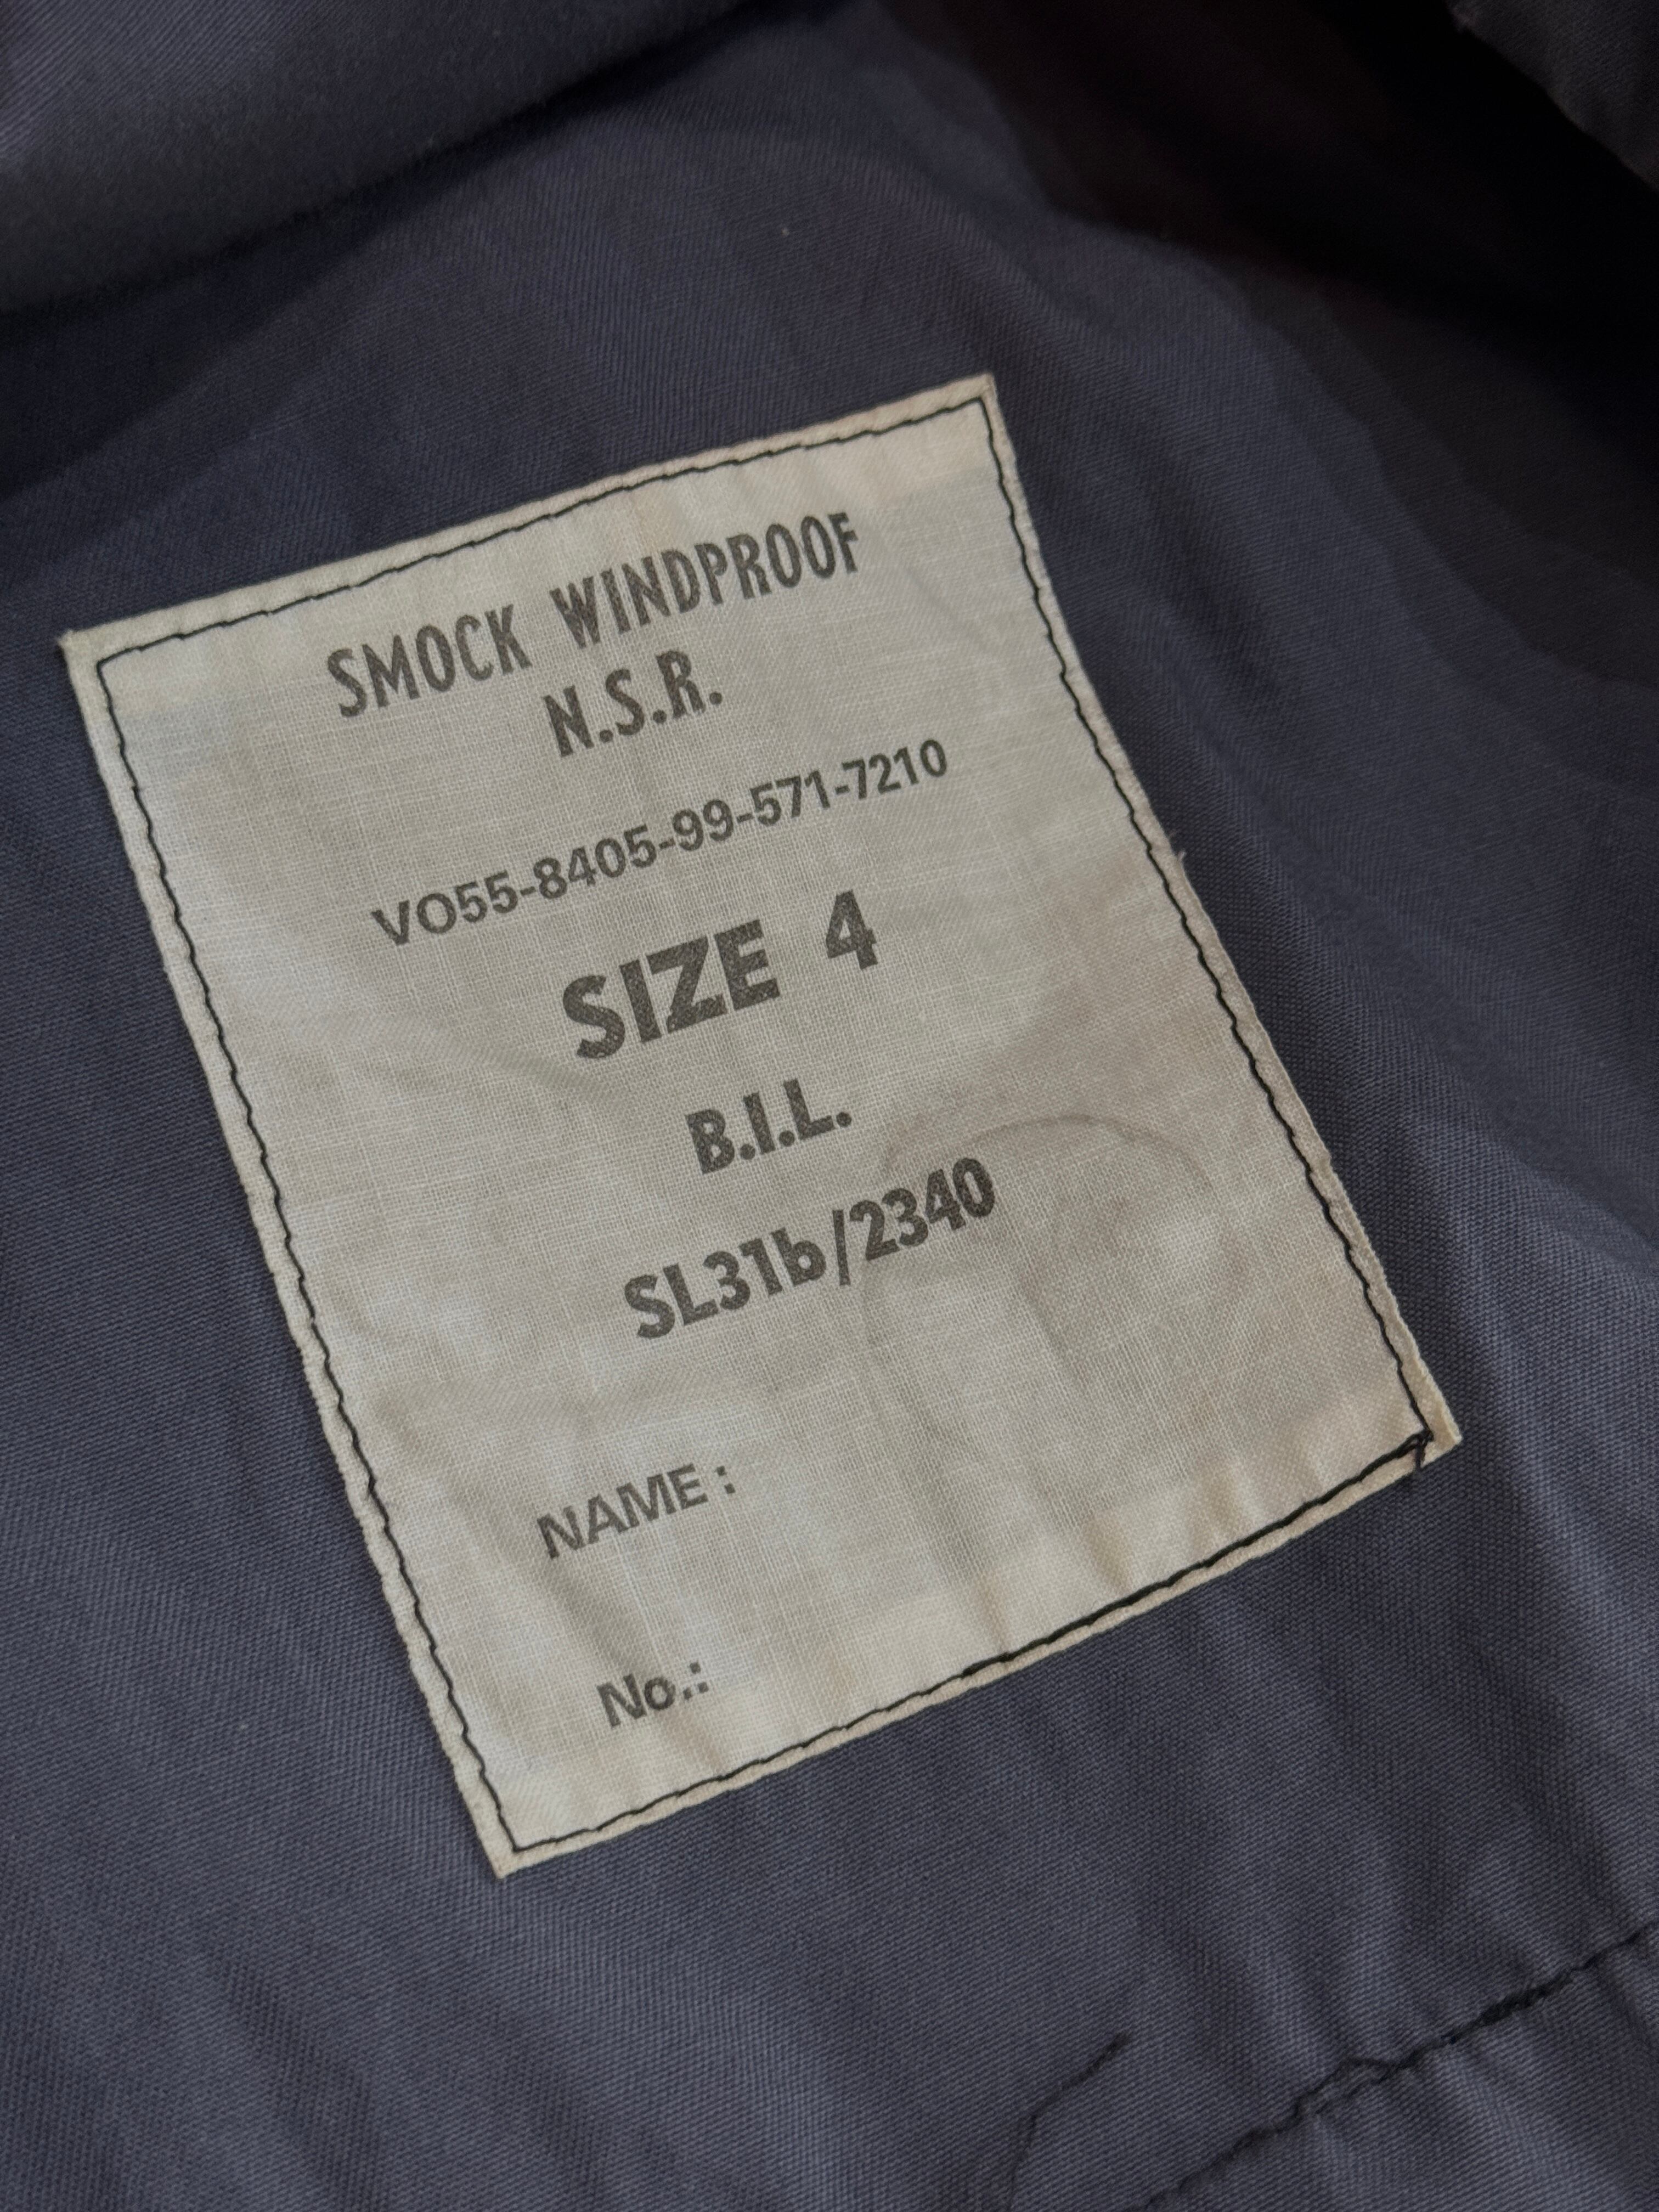 SMOCK WINDPROOF
N.S.R.
VO55-8405-99-571-7210
SIZE 4
B.I.L.
SL31b/2340
NAME :
No.: